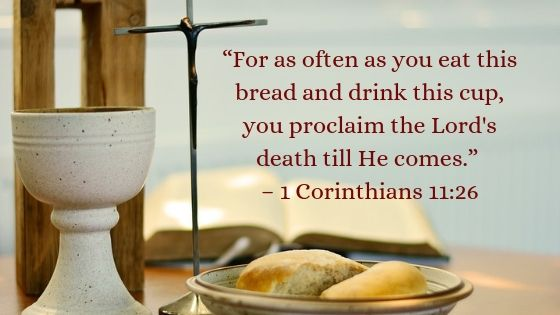 “For as often as you eat this
bread and drink this cup,
you proclaim the Lord's
death till He comes.”
– 1 Corinthians 11:26